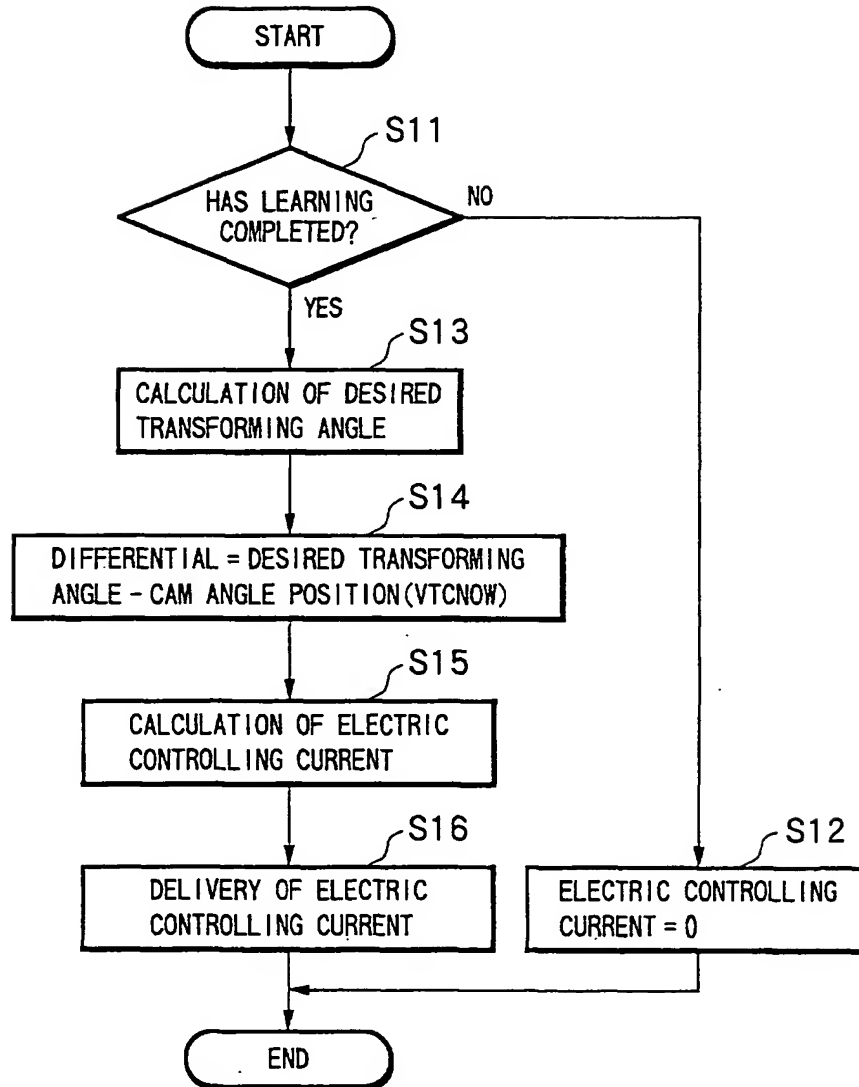 START
S11
HAS LEARNING
COMPLETED?
NO
YES
S13
CALCULATION OF DESIRED
TRANSFORMING ANGLE
S14
DIFFERENTIAL = DESIRED TRANSFORMING
ANGLE - CAM ANGLE POSITION(VTCNOW)
S15
CALCULATION OF ELECTRIC
CONTROLLING CURRENT
S16
DELIVERY OF ELECTRIC
CONTROLLING CURRENT
S12
ELECTRIC CONTROLLING
CURRENT = 0
END